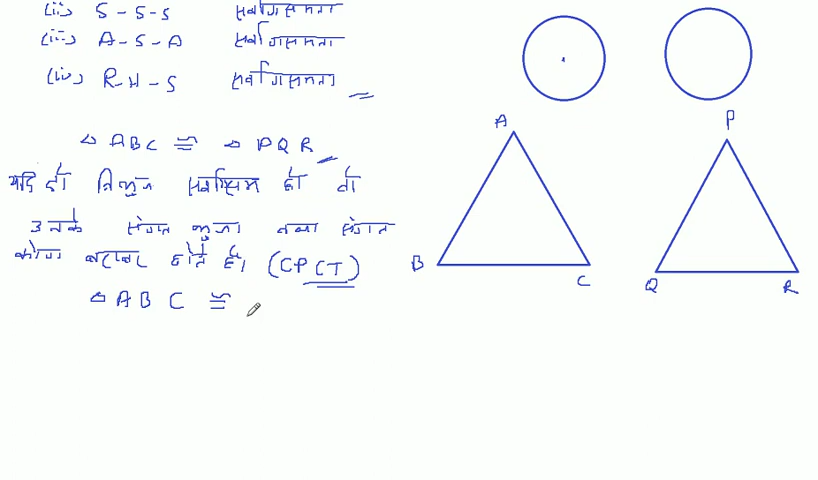 (ii) S - S - S सर्वांगसमता
(iii) A - S - A सर्वांगसमता
(iv) R - H - S सर्वांगसमता
△ ABC ≅ △ PQR
यदि दो त्रिभुज सर्वांगसम हो तो
उनके संगत भुजा तथा संगत
कोण बराबर होते है। (CPCT)
△ ABC ≅
A
B
C
P
Q
R